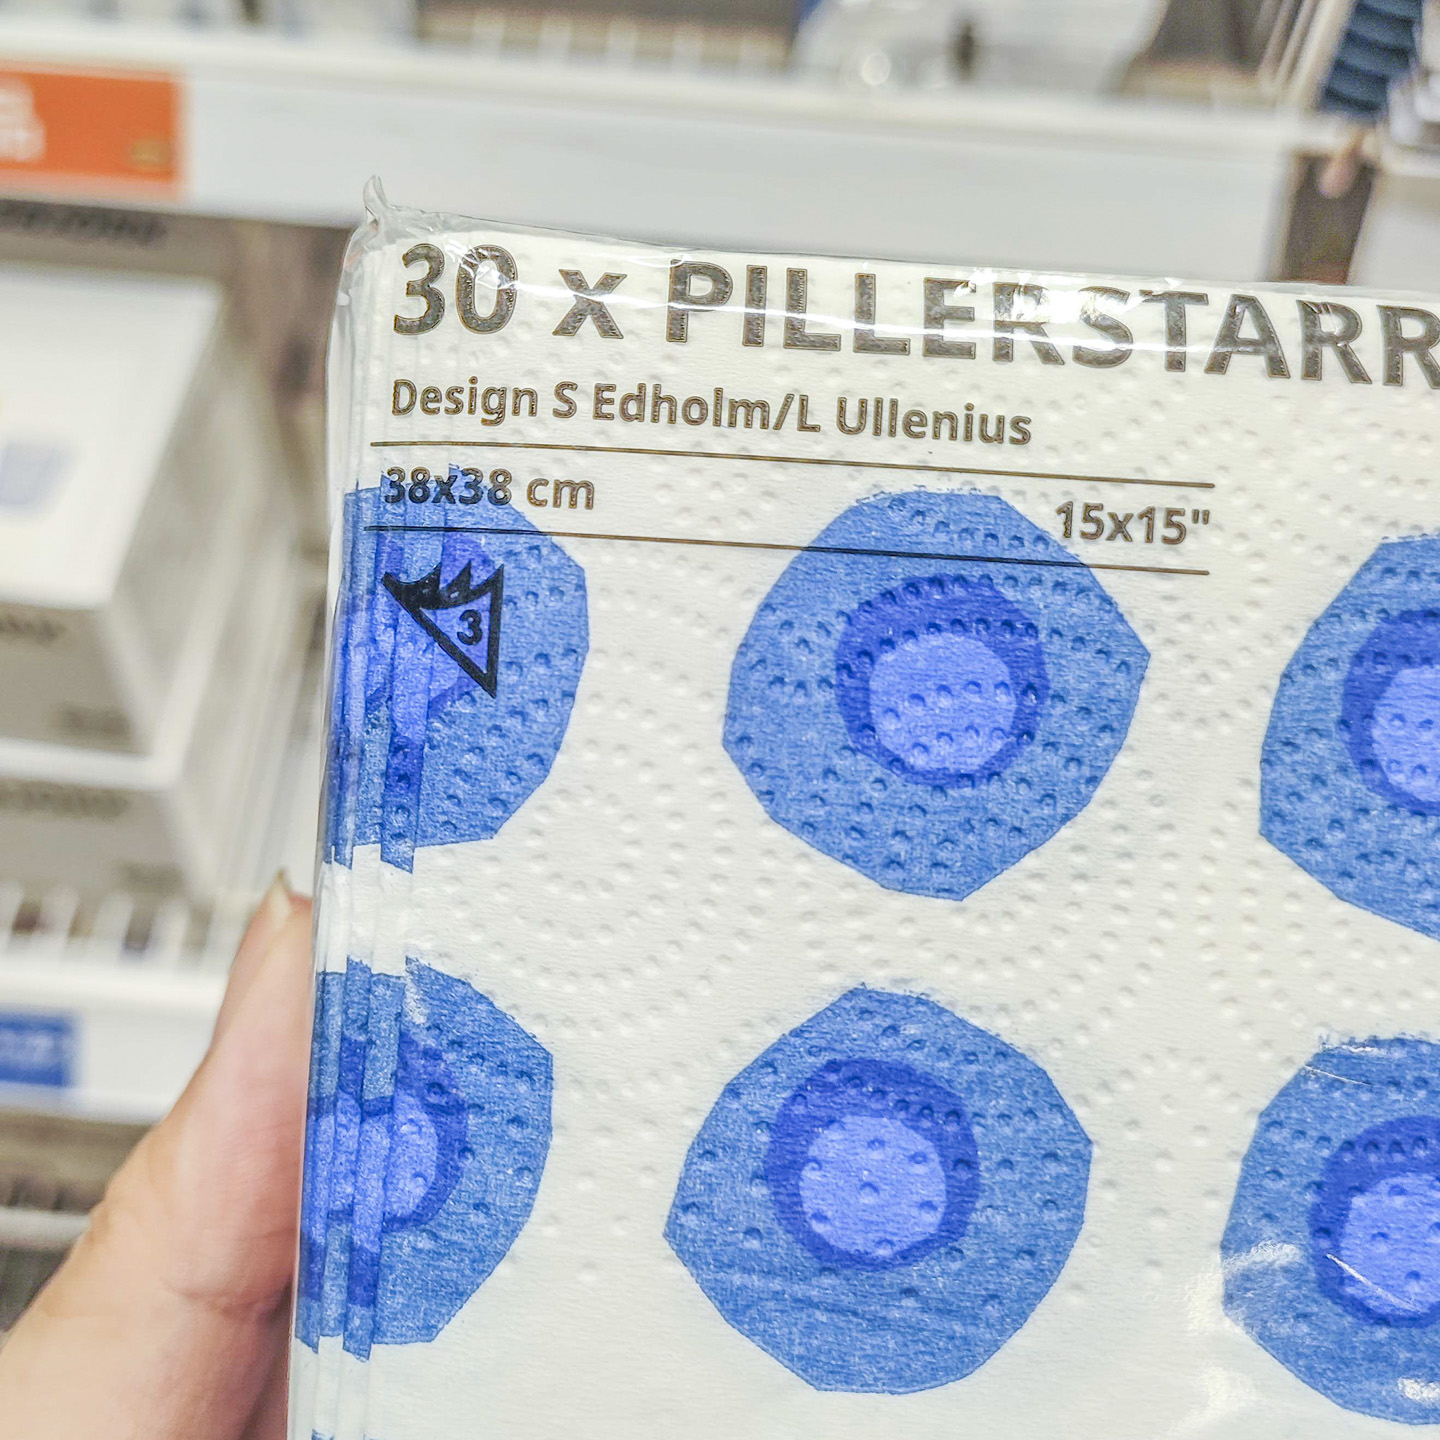 30 x PILLERSTARR
Design S Edholm/L Ullenius
38x38 cm
15x15"
3